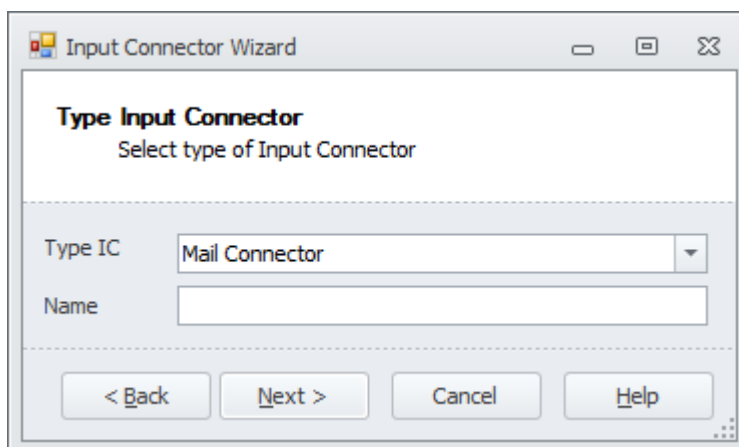 Input Connector Wizard
Type Input Connector
Select type of Input Connector
Type IC Mail Connector
Name
< Back Next > Cancel Help